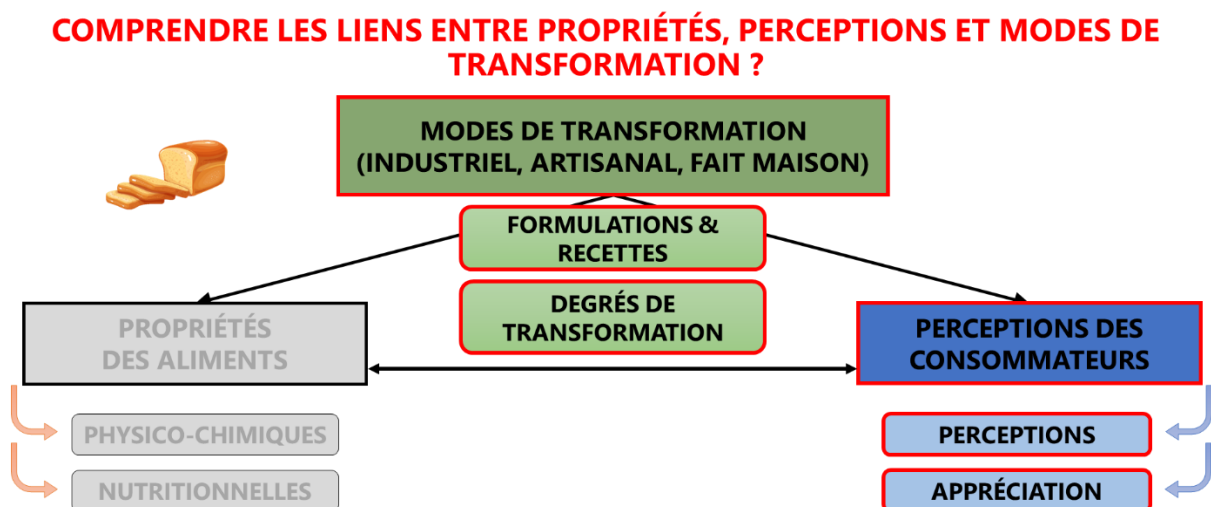 COMPRENDRE LES LIENS ENTRE PROPRIÉTÉS, PERCEPTIONS ET MODES DE
TRANSFORMATION ?
MODES DE TRANSFORMATION
(INDUSTRIEL, ARTISANAL, FAIT MAISON)
FORMULATIONS &
RECETTES
DEGRÉS DE
TRANSFORMATION
PROPRIÉTÉS
DES ALIMENTS
PERCEPTIONS DES
CONSOMMATEURS
PHYSICO-CHIMIQUES
PERCEPTIONS
NUTRITIONNELLES
APPRÉCIATION